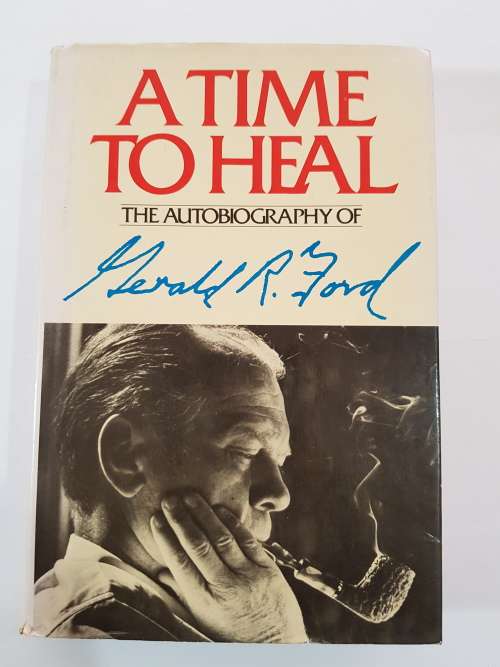 A TIME
TO HEAL
THE AUTOBIOGRAPHY OF
Gerald R. Ford